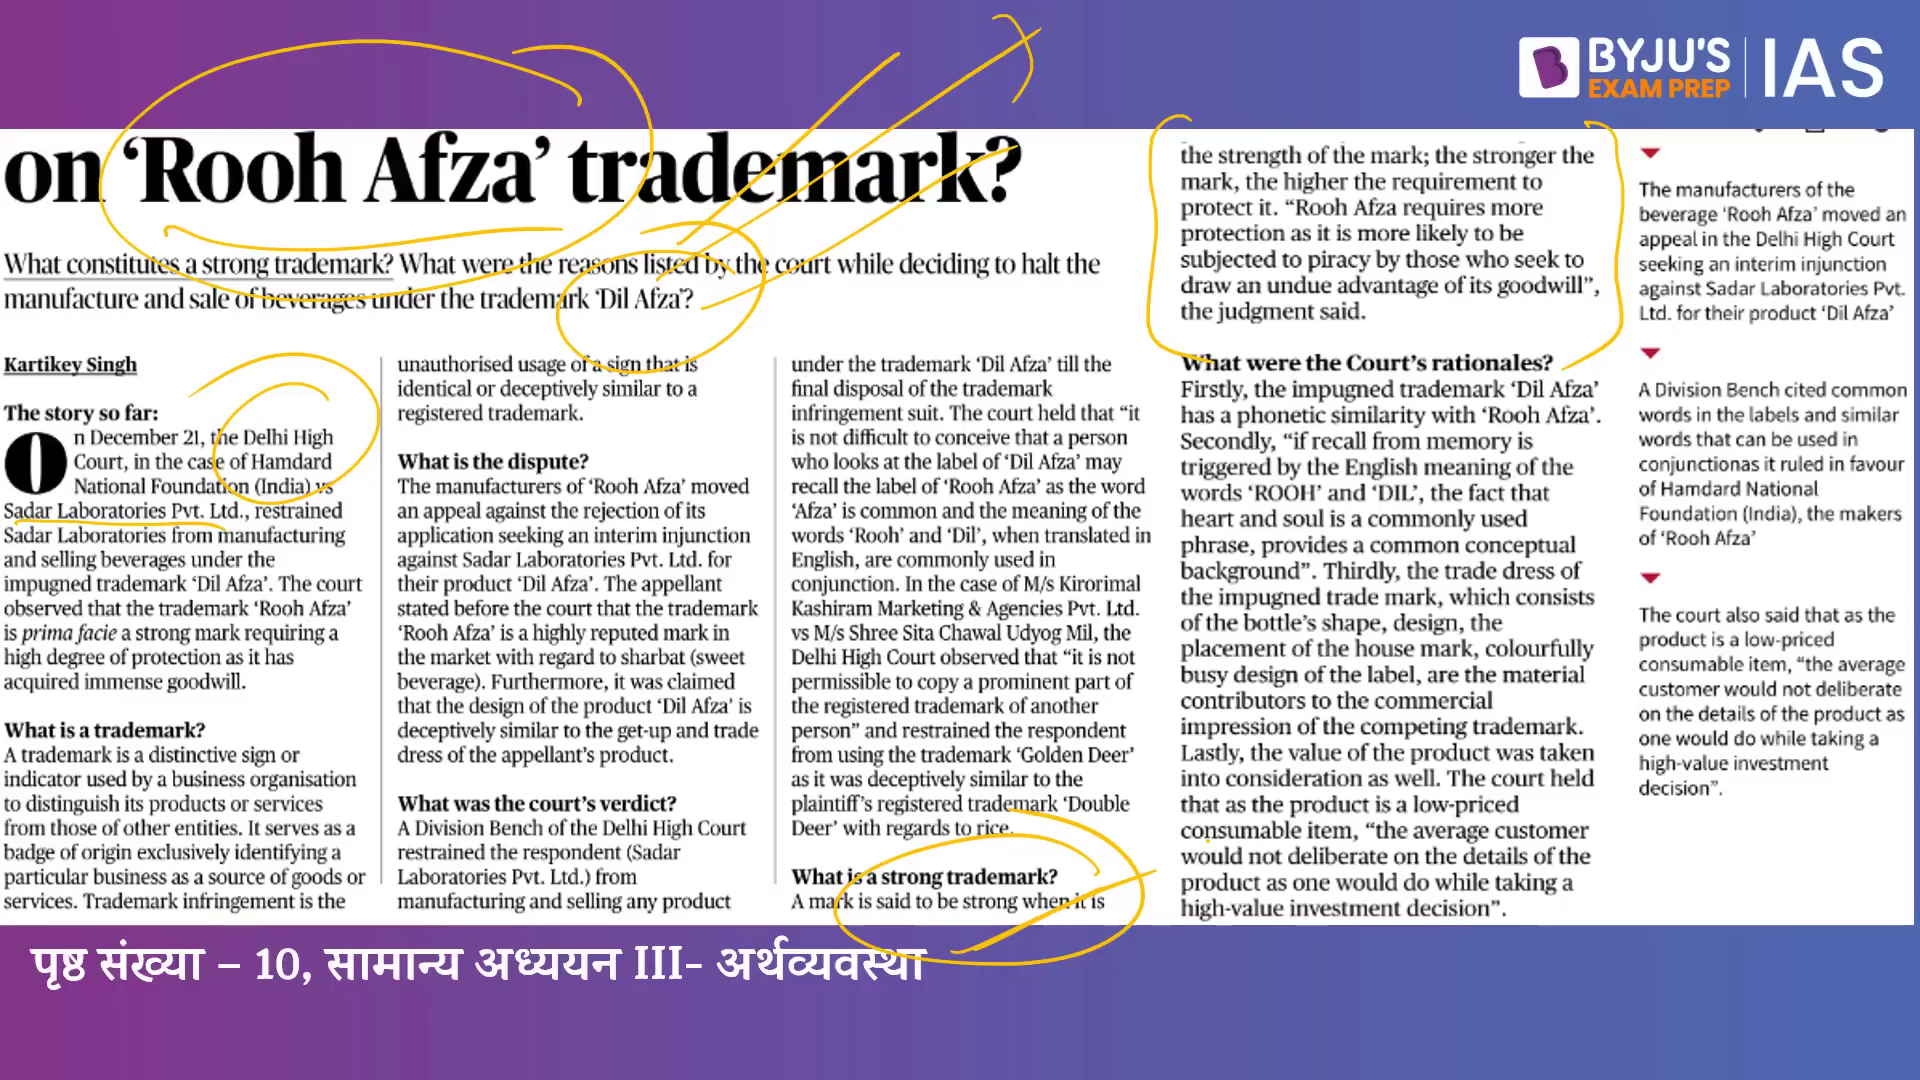 BYJU'S
EXAM PREP
IAS
on ‘Rooh Afza’ trademark?
What constitutes a strong trademark? What were the reasons listed by the court while deciding to halt the
manufacture and sale of beverages under the trademark ‘Dil Afza’?
Kartikey Singh
The story so far:
On December 21, the Delhi High
Court, in the case of Hamdard
National Foundation (India) vs
Sadar Laboratories Pvt. Ltd., restrained
Sadar Laboratories from manufacturing
and selling beverages under the
impugned trademark ‘Dil Afza’. The court
observed that the trademark ‘Rooh Afza’
is prima facie a strong mark requiring a
high degree of protection as it has
acquired immense goodwill.
What is a trademark?
A trademark is a distinctive sign or
indicator used by a business organisation
to distinguish its products or services
from those of other entities. It serves as a
badge of origin exclusively identifying a
particular business as a source of goods or
services. Trademark infringement is the
unauthorised usage of a sign that is
identical or deceptively similar to a
registered trademark.
What is the dispute?
The manufacturers of ‘Rooh Afza’ moved
an appeal against the rejection of its
application seeking an interim injunction
against Sadar Laboratories Pvt. Ltd. for
their product ‘Dil Afza’. The appellant
stated before the court that the trademark
‘Rooh Afza’ is a highly reputed mark in
the market with regard to sharbat (sweet
beverage). Furthermore, it was claimed
that the design of the product ‘Dil Afza’ is
deceptively similar to the get-up and trade
dress of the appellant’s product.
What was the court’s verdict?
A Division Bench of the Delhi High Court
restrained the respondent (Sadar
Laboratories Pvt. Ltd.) from
manufacturing and selling any product
under the trademark ‘Dil Afza’ till the
final disposal of the trademark
infringement suit. The court held that “it
is not difficult to conceive that a person
who looks at the label of ‘Dil Afza’ may
recall the label of ‘Rooh Afza’ as the word
‘Afza’ is common and the meaning of the
words ‘Rooh’ and ‘Dil’, when translated in
English, are commonly used in
conjunction. In the case of M/s Kirorimal
Kashiram Marketing & Agencies Pvt. Ltd.
vs M/s Shree Sita Chawal Udyog Mil, the
Delhi High Court observed that “it is not
permissible to copy a prominent part of
the registered trademark of another
person” and restrained the respondent
from using the trademark ‘Golden Deer’
as it was deceptively similar to the
plaintiff’s registered trademark ‘Double
Deer’ with regards to rice.
What is a strong trademark?
A mark is said to be strong when it is
the strength of the mark; the stronger the
mark, the higher the requirement to
protect it. “Rooh Afza requires more
protection as it is more likely to be
subjected to piracy by those who seek to
draw an undue advantage of its goodwill”,
the judgment said.
What were the Court’s rationales?
Firstly, the impugned trademark ‘Dil Afza’
has a phonetic similarity with ‘Rooh Afza’.
Secondly, “if recall from memory is
triggered by the English meaning of the
words ‘ROOH’ and ‘DIL’, the fact that
heart and soul is a commonly used
phrase, provides a common conceptual
background”. Thirdly, the trade dress of
the impugned trade mark, which consists
of the bottle’s shape, design, the
placement of the house mark, colourfully
busy design of the label, are the material
contributors to the commercial
impression of the competing trademark.
Lastly, the value of the product was taken
into consideration as well. The court held
that as the product is a low-priced
consumable item, “the average customer
would not deliberate on the details of the
product as one would do while taking a
high-value investment decision”.
The manufacturers of the
beverage ‘Rooh Afza’ moved an
appeal in the Delhi High Court
seeking an interim injunction
against Sadar Laboratories Pvt.
Ltd. for their product ‘Dil Afza’
A Division Bench cited common
words in the labels and similar
words that can be used in
conjunctionas it ruled in favour
of Hamdard National
Foundation (India), the makers
of ‘Rooh Afza’
The court also said that as the
product is a low-priced
consumable item, “the average
customer would not deliberate
on the details of the product as
one would do while taking a
high-value investment
decision”.
पृष्ठ संख्या – 10, सामान्य अध्ययन III- अर्थव्यवस्था